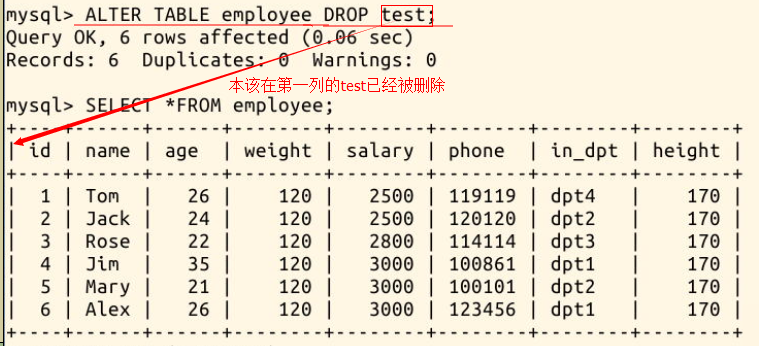 mysql> ALTER TABLE employee DROP test;
Query OK, 6 rows affected (0.06 sec)
Records: 6  Duplicates: 0  Warnings: 0
本该在第一列的test已经被删除
mysql> SELECT *FROM employee;
+----+------+------+--------+--------+--------+--------+--------+
| id | name | age  | weight | salary | phone  | in_dpt | height |
+----+------+------+--------+--------+--------+--------+--------+
|  1 | Tom  |   26 |    120 |   2500 | 119119 | dpt4   |    170 |
|  2 | Jack |   24 |    120 |   2500 | 120120 | dpt2   |    170 |
|  3 | Rose |   22 |    120 |   2800 | 114114 | dpt3   |    170 |
|  4 | Jim  |   35 |    120 |   3000 | 100861 | dpt1   |    170 |
|  5 | Mary |   21 |    120 |   3000 | 100101 | dpt2   |    170 |
|  6 | Alex |   26 |    120 |   3000 | 123456 | dpt1   |    170 |
+----+------+------+--------+--------+--------+--------+--------+